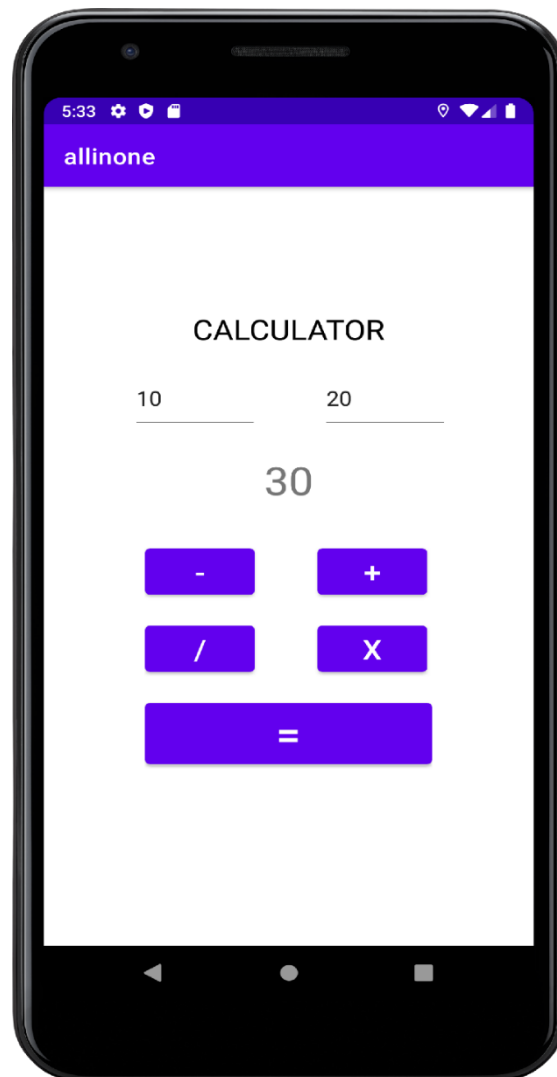 5:33
allinone
CALCULATOR
10 20
30
- +
/ X
=